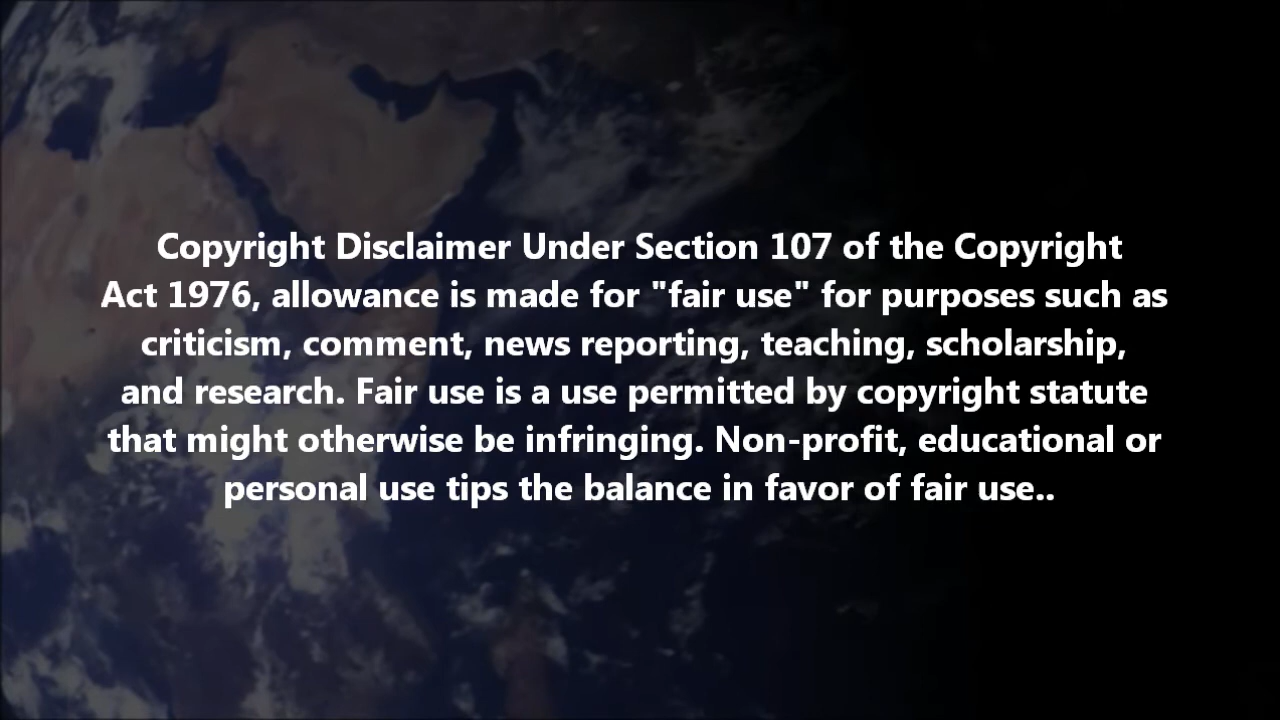 Copyright Disclaimer Under Section 107 of the Copyright
Act 1976, allowance is made for "fair use" for purposes such as
criticism, comment, news reporting, teaching, scholarship,
and research. Fair use is a use permitted by copyright statute
that might otherwise be infringing. Non-profit, educational or
personal use tips the balance in favor of fair use..